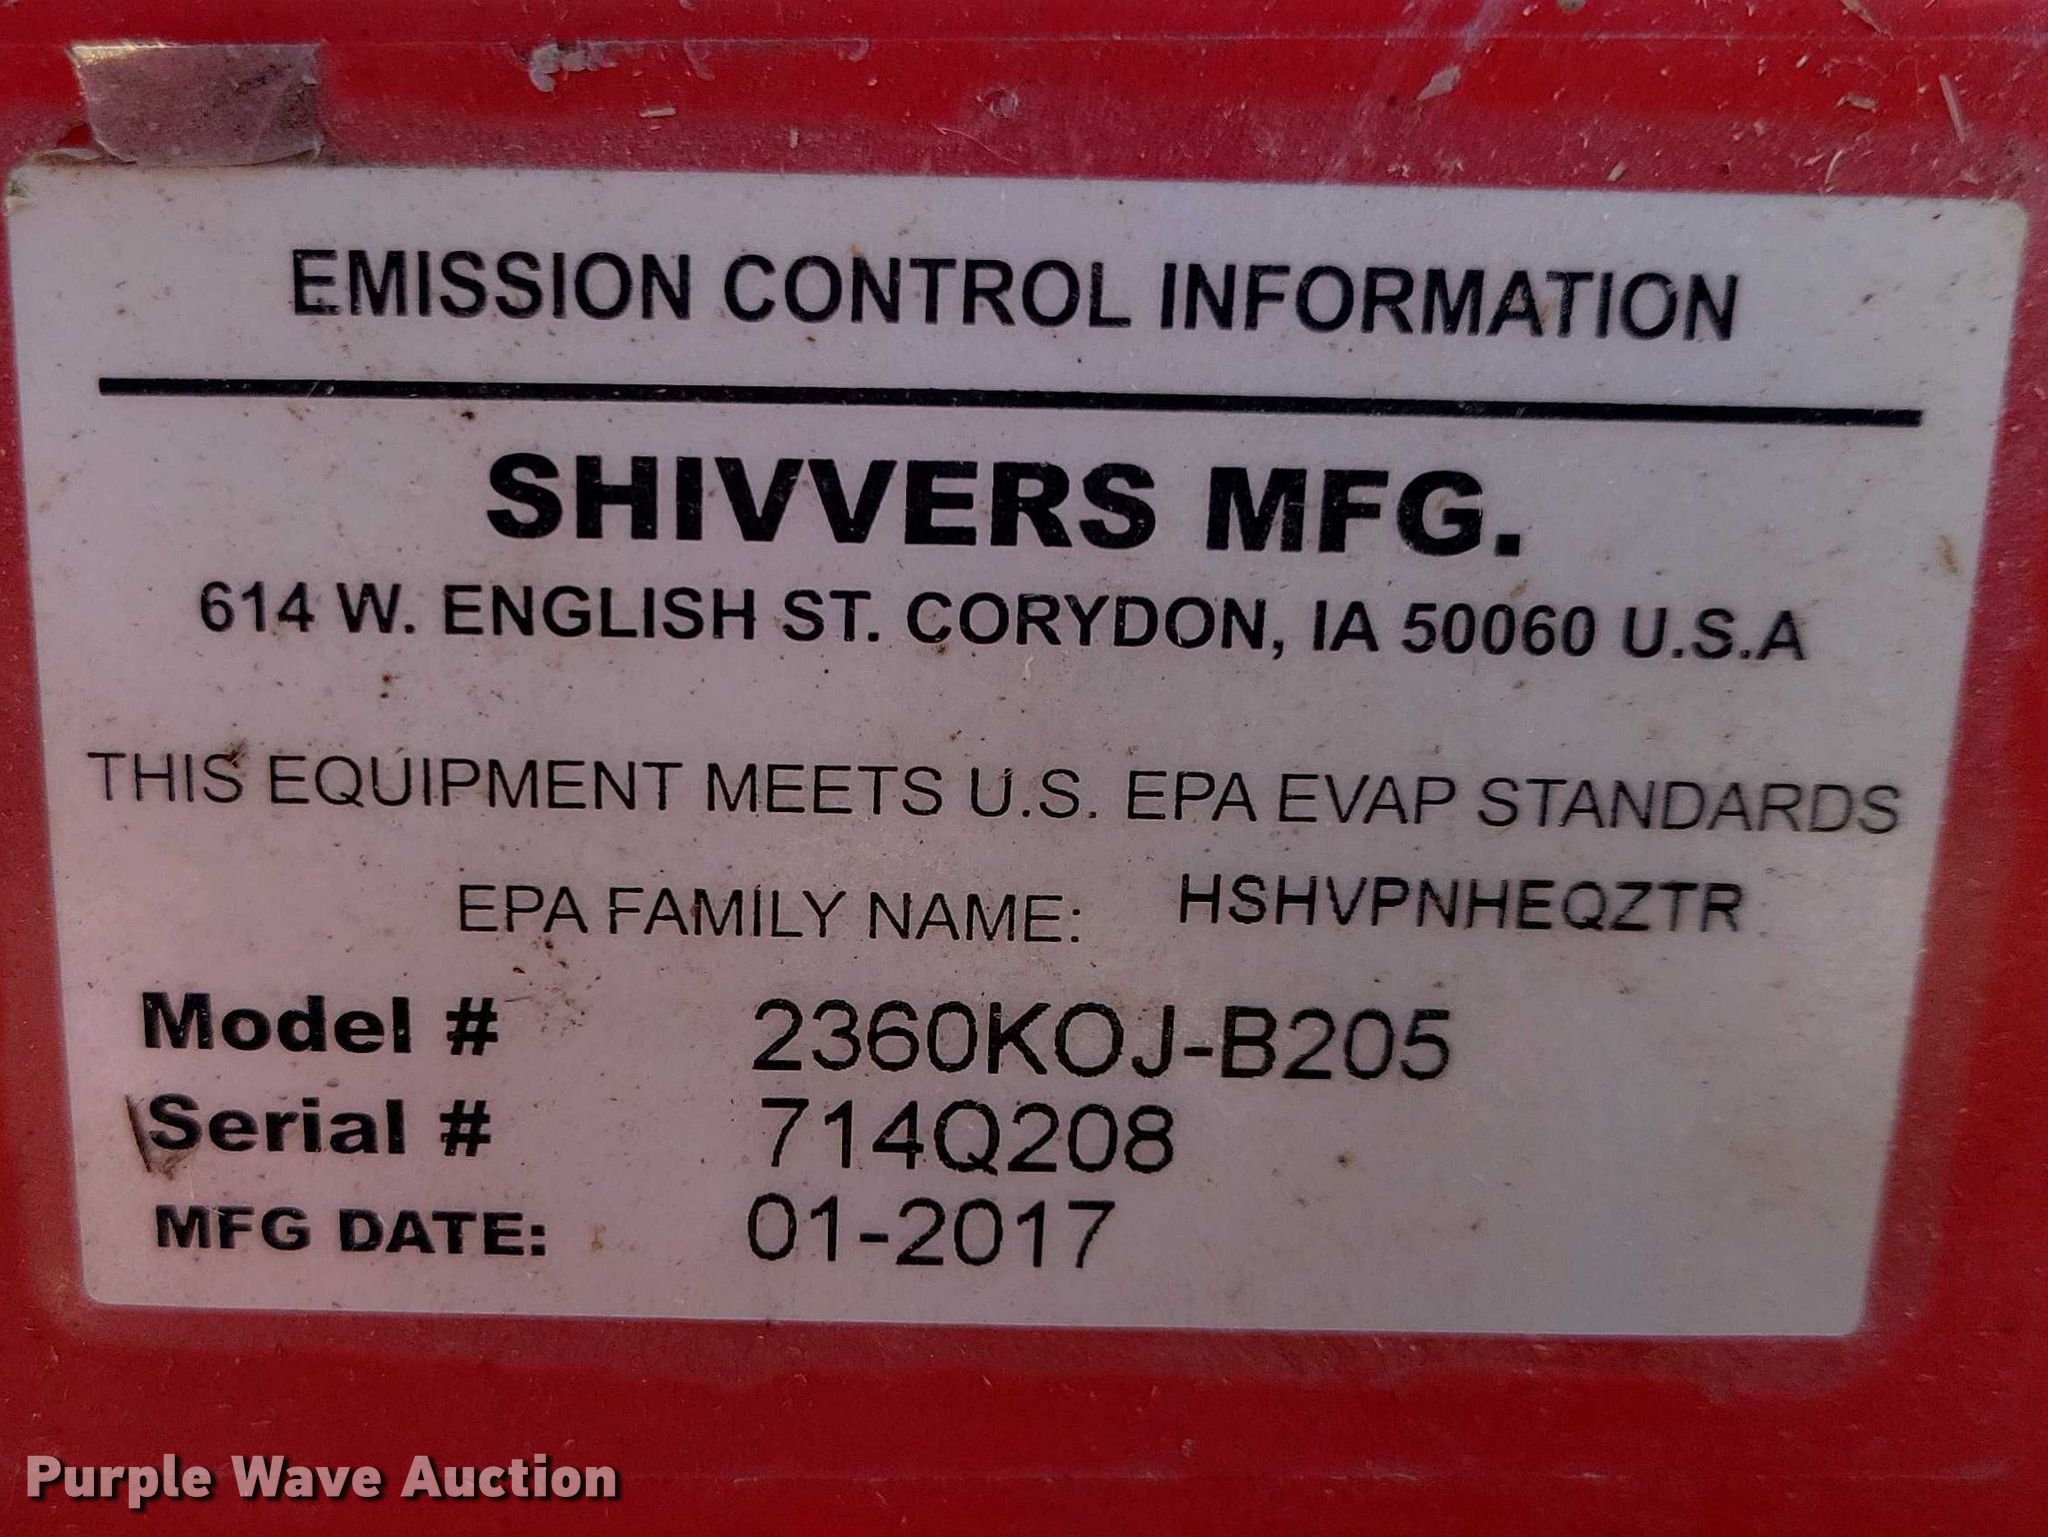 EMISSION CONTROL INFORMATION
SHIVVERS MFG.
614 W. ENGLISH ST. CORYDON, IA 50060 U.S.A
THIS EQUIPMENT MEETS U.S. EPA EVAP STANDARDS
EPA FAMILY NAME: HSHVPNHEQZTR
Model # 2360KOJ-B205
Serial # 714Q208
MFG DATE: 01-2017
Purple Wave Auction